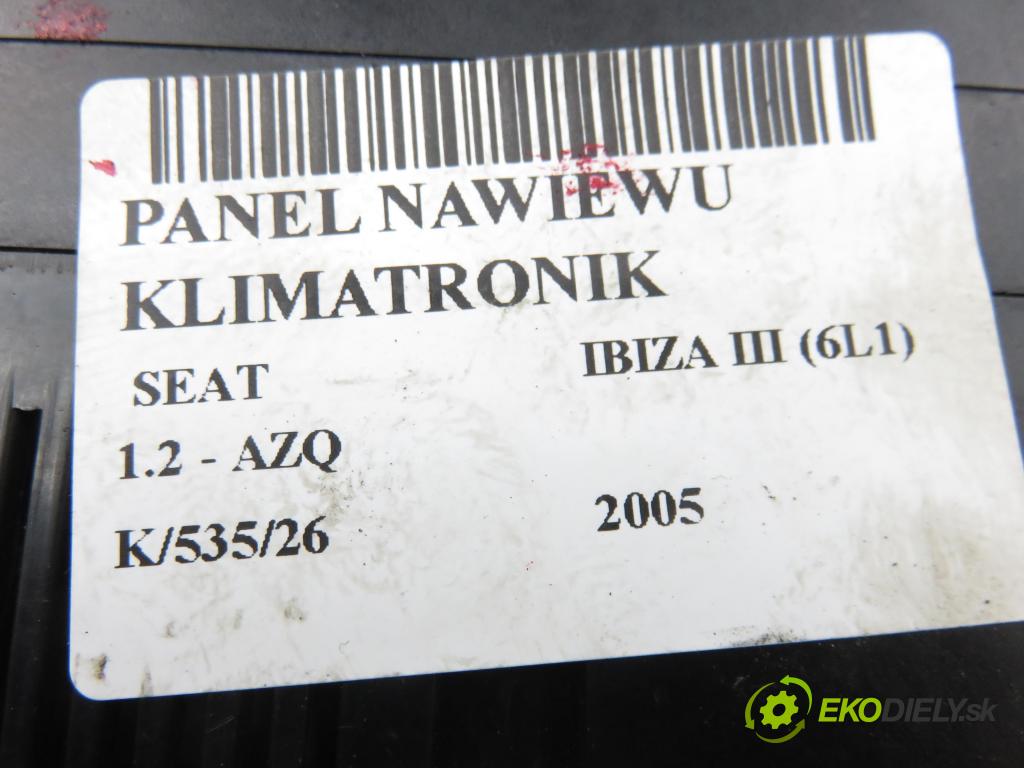 PANEL NAWIEWU
KLIMATRONIK
SEAT IBIZA III (6L1)
1.2 - AZQ
K/535/26 2005
EKODIELY.sk